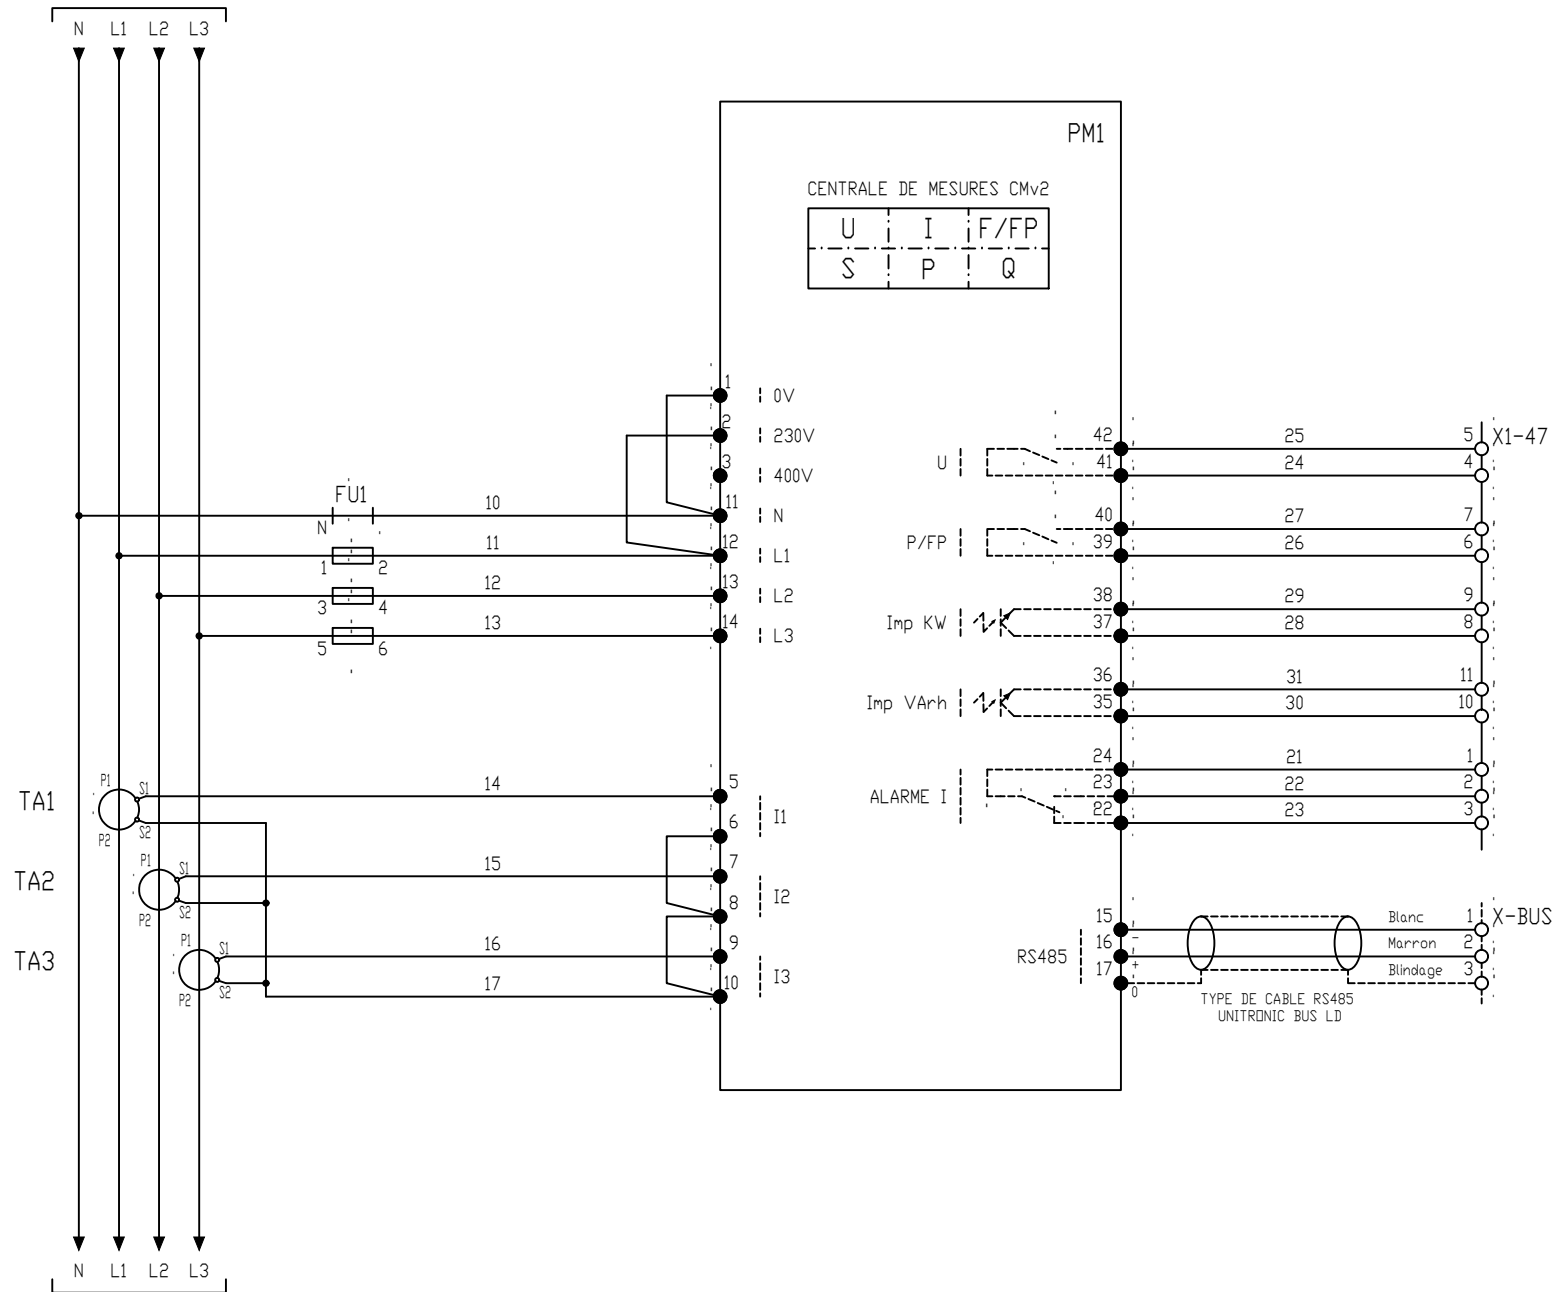 N L1 L2 L3
PM1
CENTRALE DE MESURES CMv2
U I F/FP
S P Q
1 0V
2 230V
3 400V
FU1
N 10 11 N
1 2 11 12 L1
3 4 12 13 L2
5 6 13 14 L3
U 42 25 5 X1-47
41 24 4
P/FP 40 27 7
39 26 6
Imp KW 38 29 9
37 28 8
Imp VArh 36 31 11
35 30 10
ALARME I 24 21 1
23 22 2
22 23 3
TA1 P1 S1 14 5
P2 S2 6 I1
TA2 P1 S1 15 7
P2 S2 8 I2
TA3 P1 S1 16 9
P2 S2 17 10 I3
RS485 15 - Blanc 1 X-BUS
16 + Marron 2
17 0 Blindage 3
TYPE DE CABLE RS485
UNITRONIC BUS LD
N L1 L2 L3